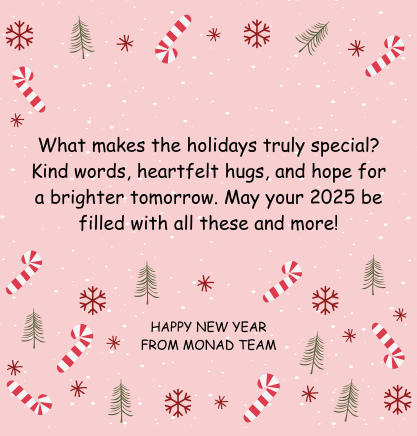 What makes the holidays truly special?
Kind words, heartfelt hugs, and hope for
a brighter tomorrow. May your 2025 be
filled with all these and more!
HAPPY NEW YEAR
FROM MONAD TEAM